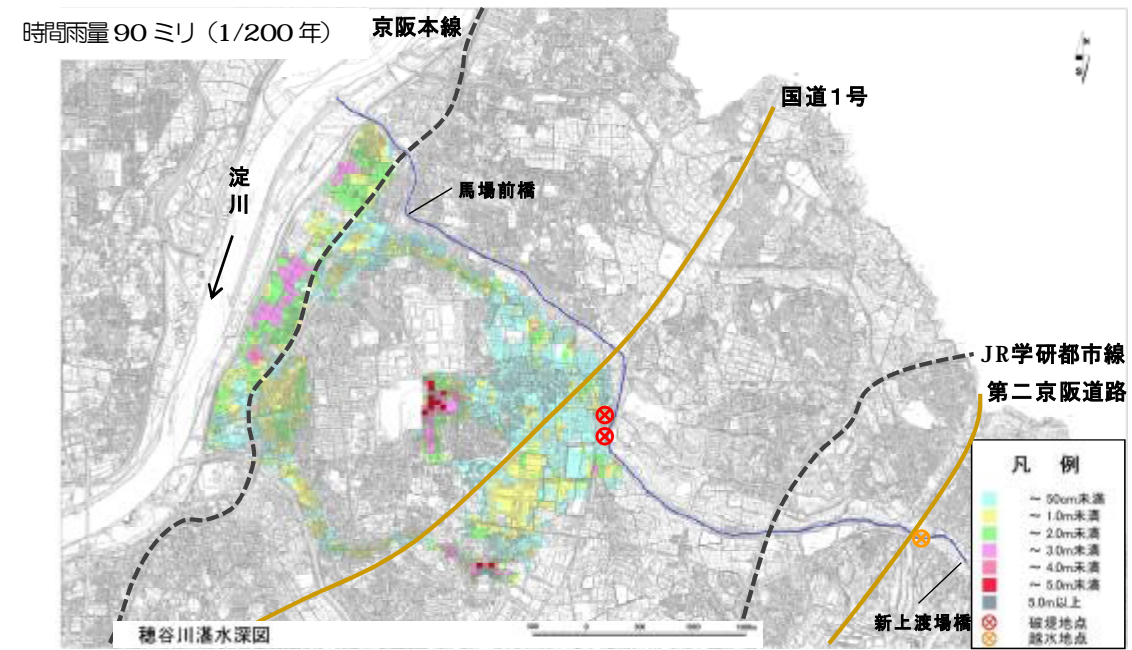 時間雨量90ミリ（1/200年）
京阪本線
国道1号
淀川
馬場前橋
JR学研都市線
第二京阪道路
凡 例
～ 50cm未満
～ 1.0m未満
～ 2.0m未満
～ 3.0m未満
～ 4.0m未満
～ 5.0m未満
5.0m以上
破堤地点
越水地点
新上渡場橋
穂谷川湛水深図
0
500